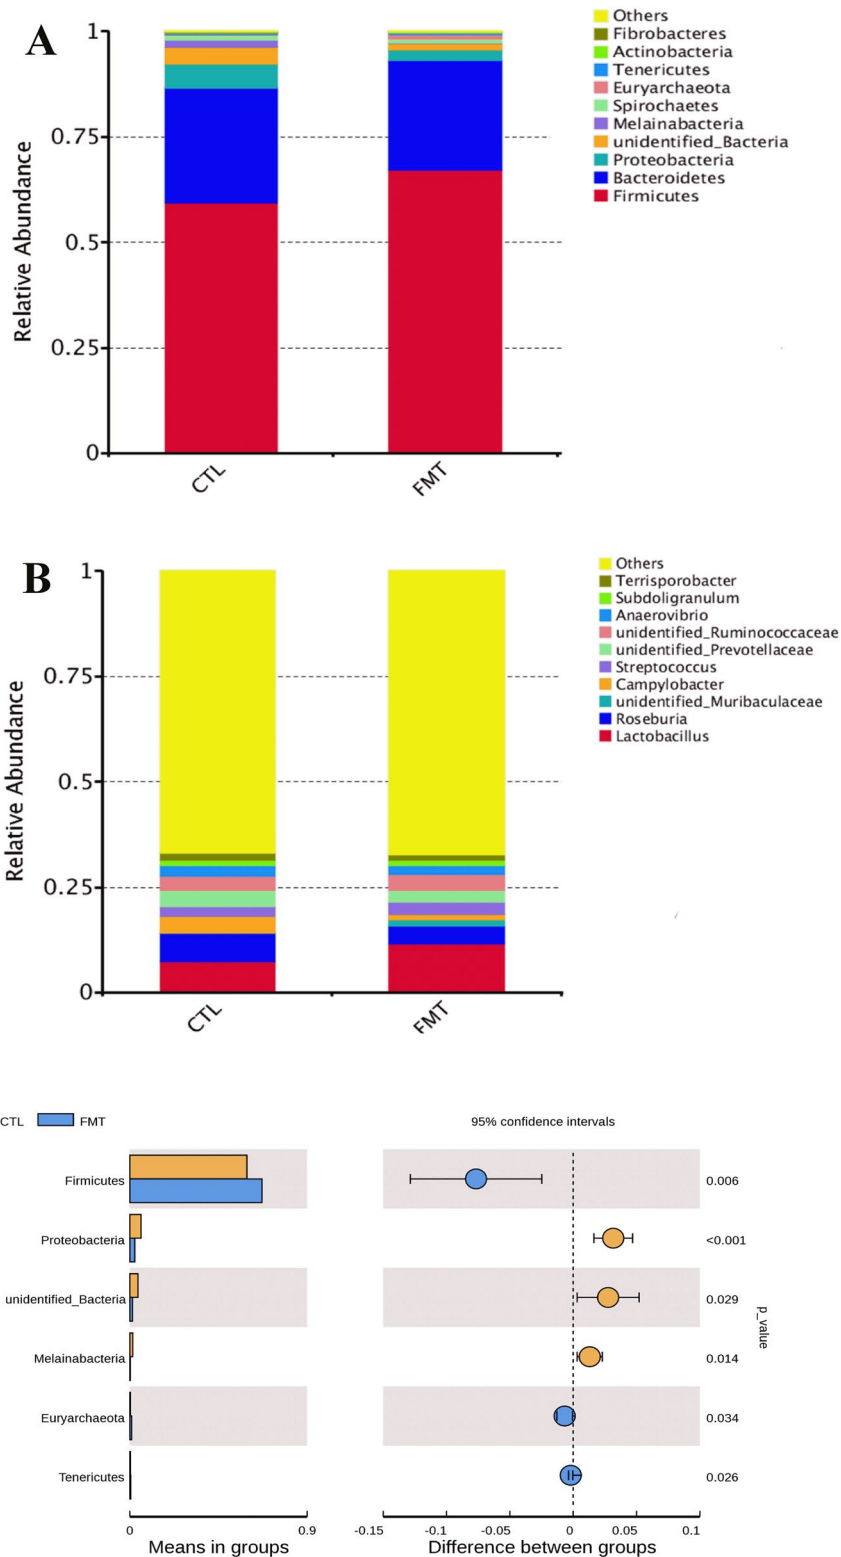 A
Relative Abundance
1
0.75
0.5
0.25
0
CTL
FMT
Others
Fibrobacteres
Actinobacteria
Tenericutes
Euryarchaeota
Spirochaetes
Melainabacteria
unidentified_Bacteria
Proteobacteria
Bacteroidetes
Firmicutes
B
Relative Abundance
1
0.75
0.5
0.25
0
CTL
FMT
Others
Terrisporobacter
Subdoligranulum
Anaerovibrio
unidentified_Ruminococcaceae
unidentified_Prevotellaceae
Streptococcus
Campylobacter
unidentified_Muribaculaceae
Roseburia
Lactobacillus
CTL FMT
95% confidence intervals
Firmicutes 0.006
Proteobacteria <0.001
unidentified_Bacteria 0.029
Melainabacteria 0.014
Euryarchaeota 0.034
Tenericutes 0.026
p_value
0 0.9
-0.15 -0.1 -0.05 0 0.05 0.1
Means in groups
Difference between groups